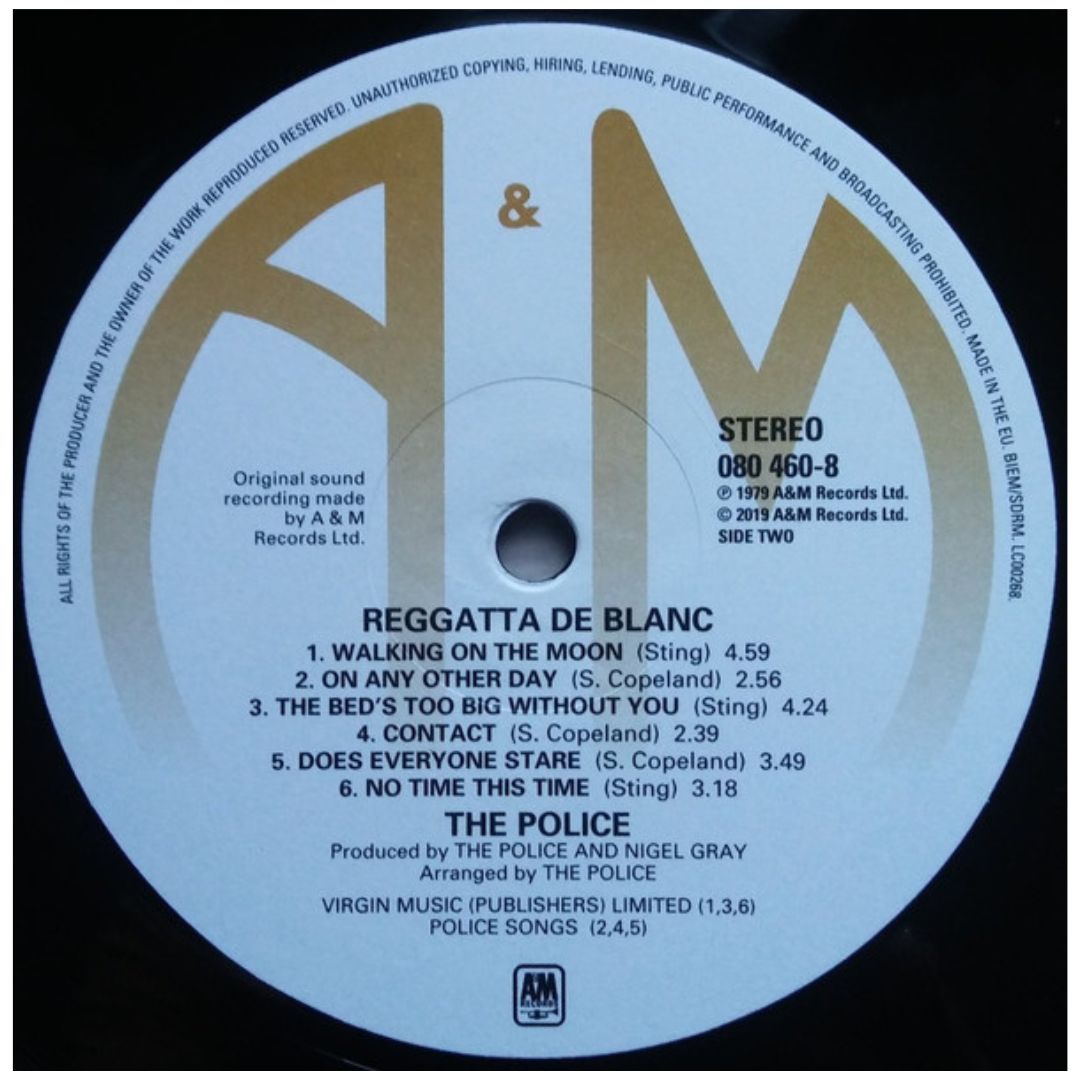 ALL RIGHTS OF THE PRODUCER AND THE OWNER OF THE WORK REPRODUCED RESERVED. UNAUTHORIZED COPYING, HIRING, LENDING, PUBLIC PERFORMANCE AND BROADCASTING PROHIBITED. MADE IN THE EU. BIEM/SDRM. LC00268.
A & M
Original sound
recording made
by A & M
Records Ltd.
STEREO
080 460-8
℗ 1979 A&M Records Ltd.
© 2019 A&M Records Ltd.
SIDE TWO
REGGATTA DE BLANC
1. WALKING ON THE MOON (Sting) 4.59
2. ON ANY OTHER DAY (S. Copeland) 2.56
3. THE BED'S TOO BIG WITHOUT YOU (Sting) 4.24
4. CONTACT (S. Copeland) 2.39
5. DOES EVERYONE STARE (S. Copeland) 3.49
6. NO TIME THIS TIME (Sting) 3.18
THE POLICE
Produced by THE POLICE AND NIGEL GRAY
Arranged by THE POLICE
VIRGIN MUSIC (PUBLISHERS) LIMITED (1,3,6)
POLICE SONGS (2,4,5)
A&M
RECORDS